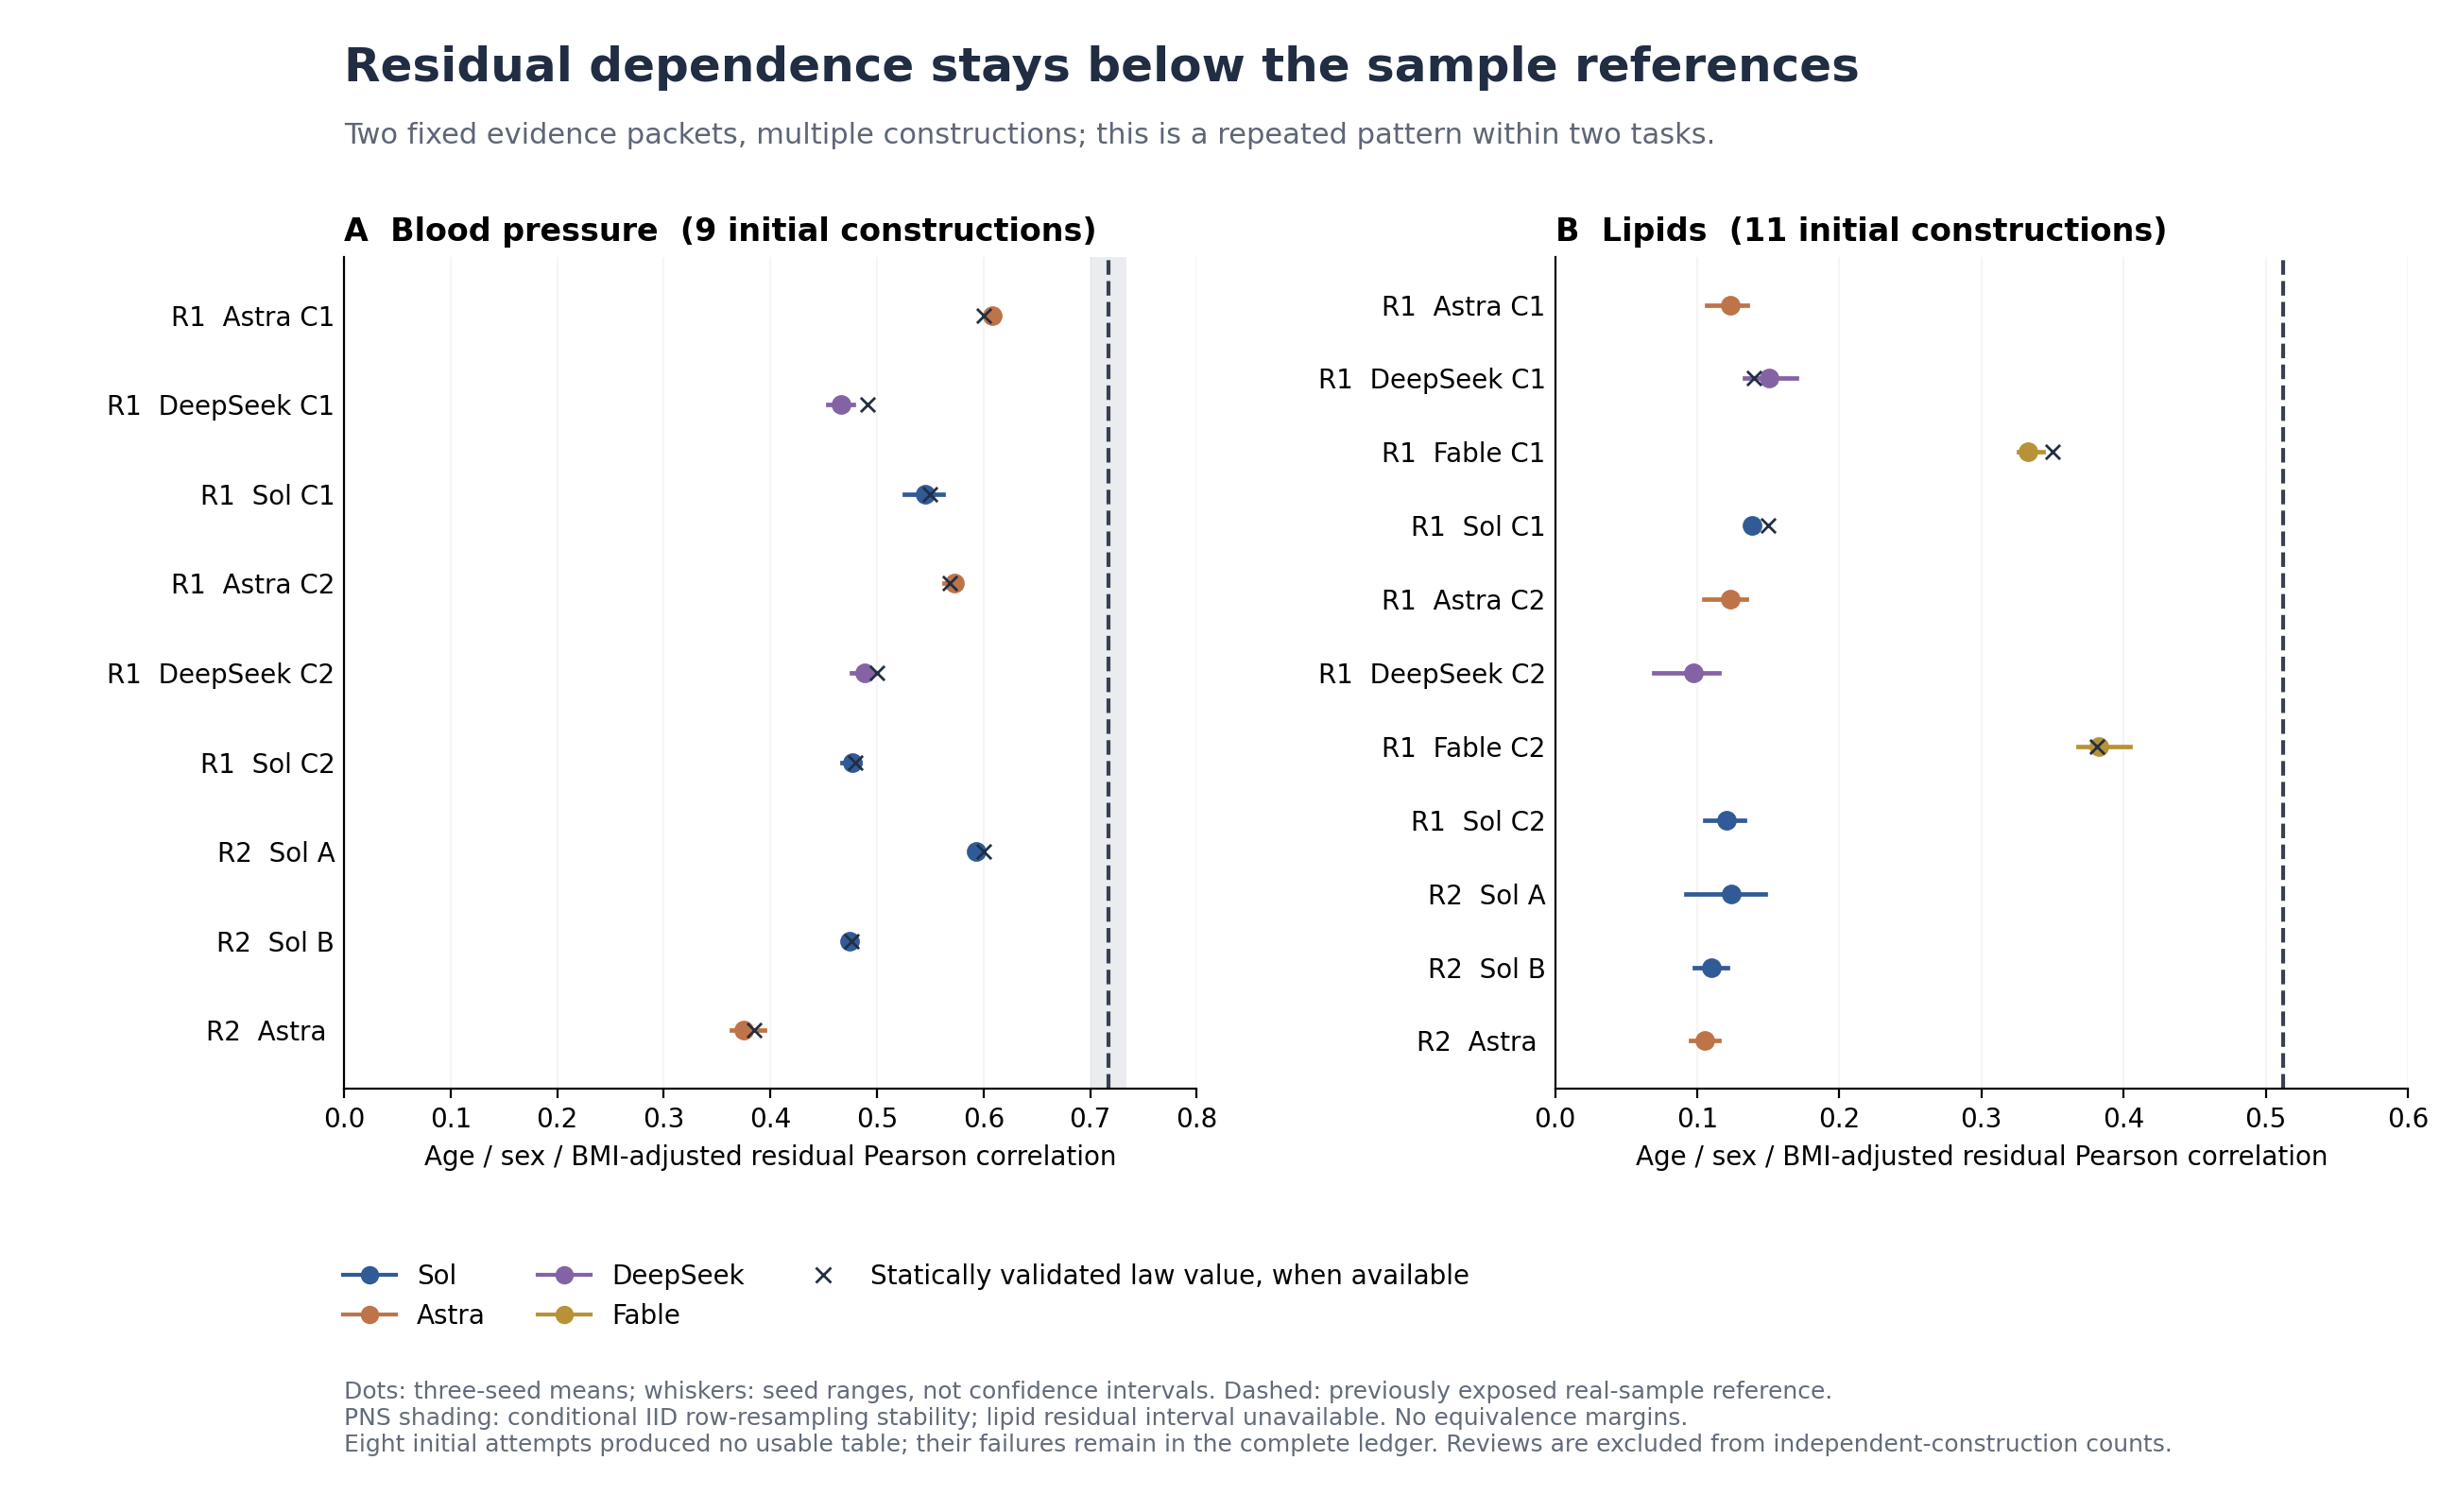 Residual dependence stays below the sample references
Two fixed evidence packets, multiple constructions; this is a repeated pattern within two tasks.
A  Blood pressure  (9 initial constructions)
R1  Astra C1
R1  DeepSeek C1
R1  Sol C1
R1  Astra C2
R1  DeepSeek C2
R1  Sol C2
R2  Sol A
R2  Sol B
R2  Astra
0.0 0.1 0.2 0.3 0.4 0.5 0.6 0.7 0.8
Age / sex / BMI-adjusted residual Pearson correlation
B  Lipids  (11 initial constructions)
R1  Astra C1
R1  DeepSeek C1
R1  Fable C1
R1  Sol C1
R1  Astra C2
R1  DeepSeek C2
R1  Fable C2
R1  Sol C2
R2  Sol A
R2  Sol B
R2  Astra
0.0 0.1 0.2 0.3 0.4 0.5 0.6
Age / sex / BMI-adjusted residual Pearson correlation
Sol DeepSeek Statically validated law value, when available
Astra Fable
Dots: three-seed means; whiskers: seed ranges, not confidence intervals. Dashed: previously exposed real-sample reference.
PNS shading: conditional IID row-resampling stability; lipid residual interval unavailable. No equivalence margins.
Eight initial attempts produced no usable table; their failures remain in the complete ledger. Reviews are excluded from independent-construction counts.